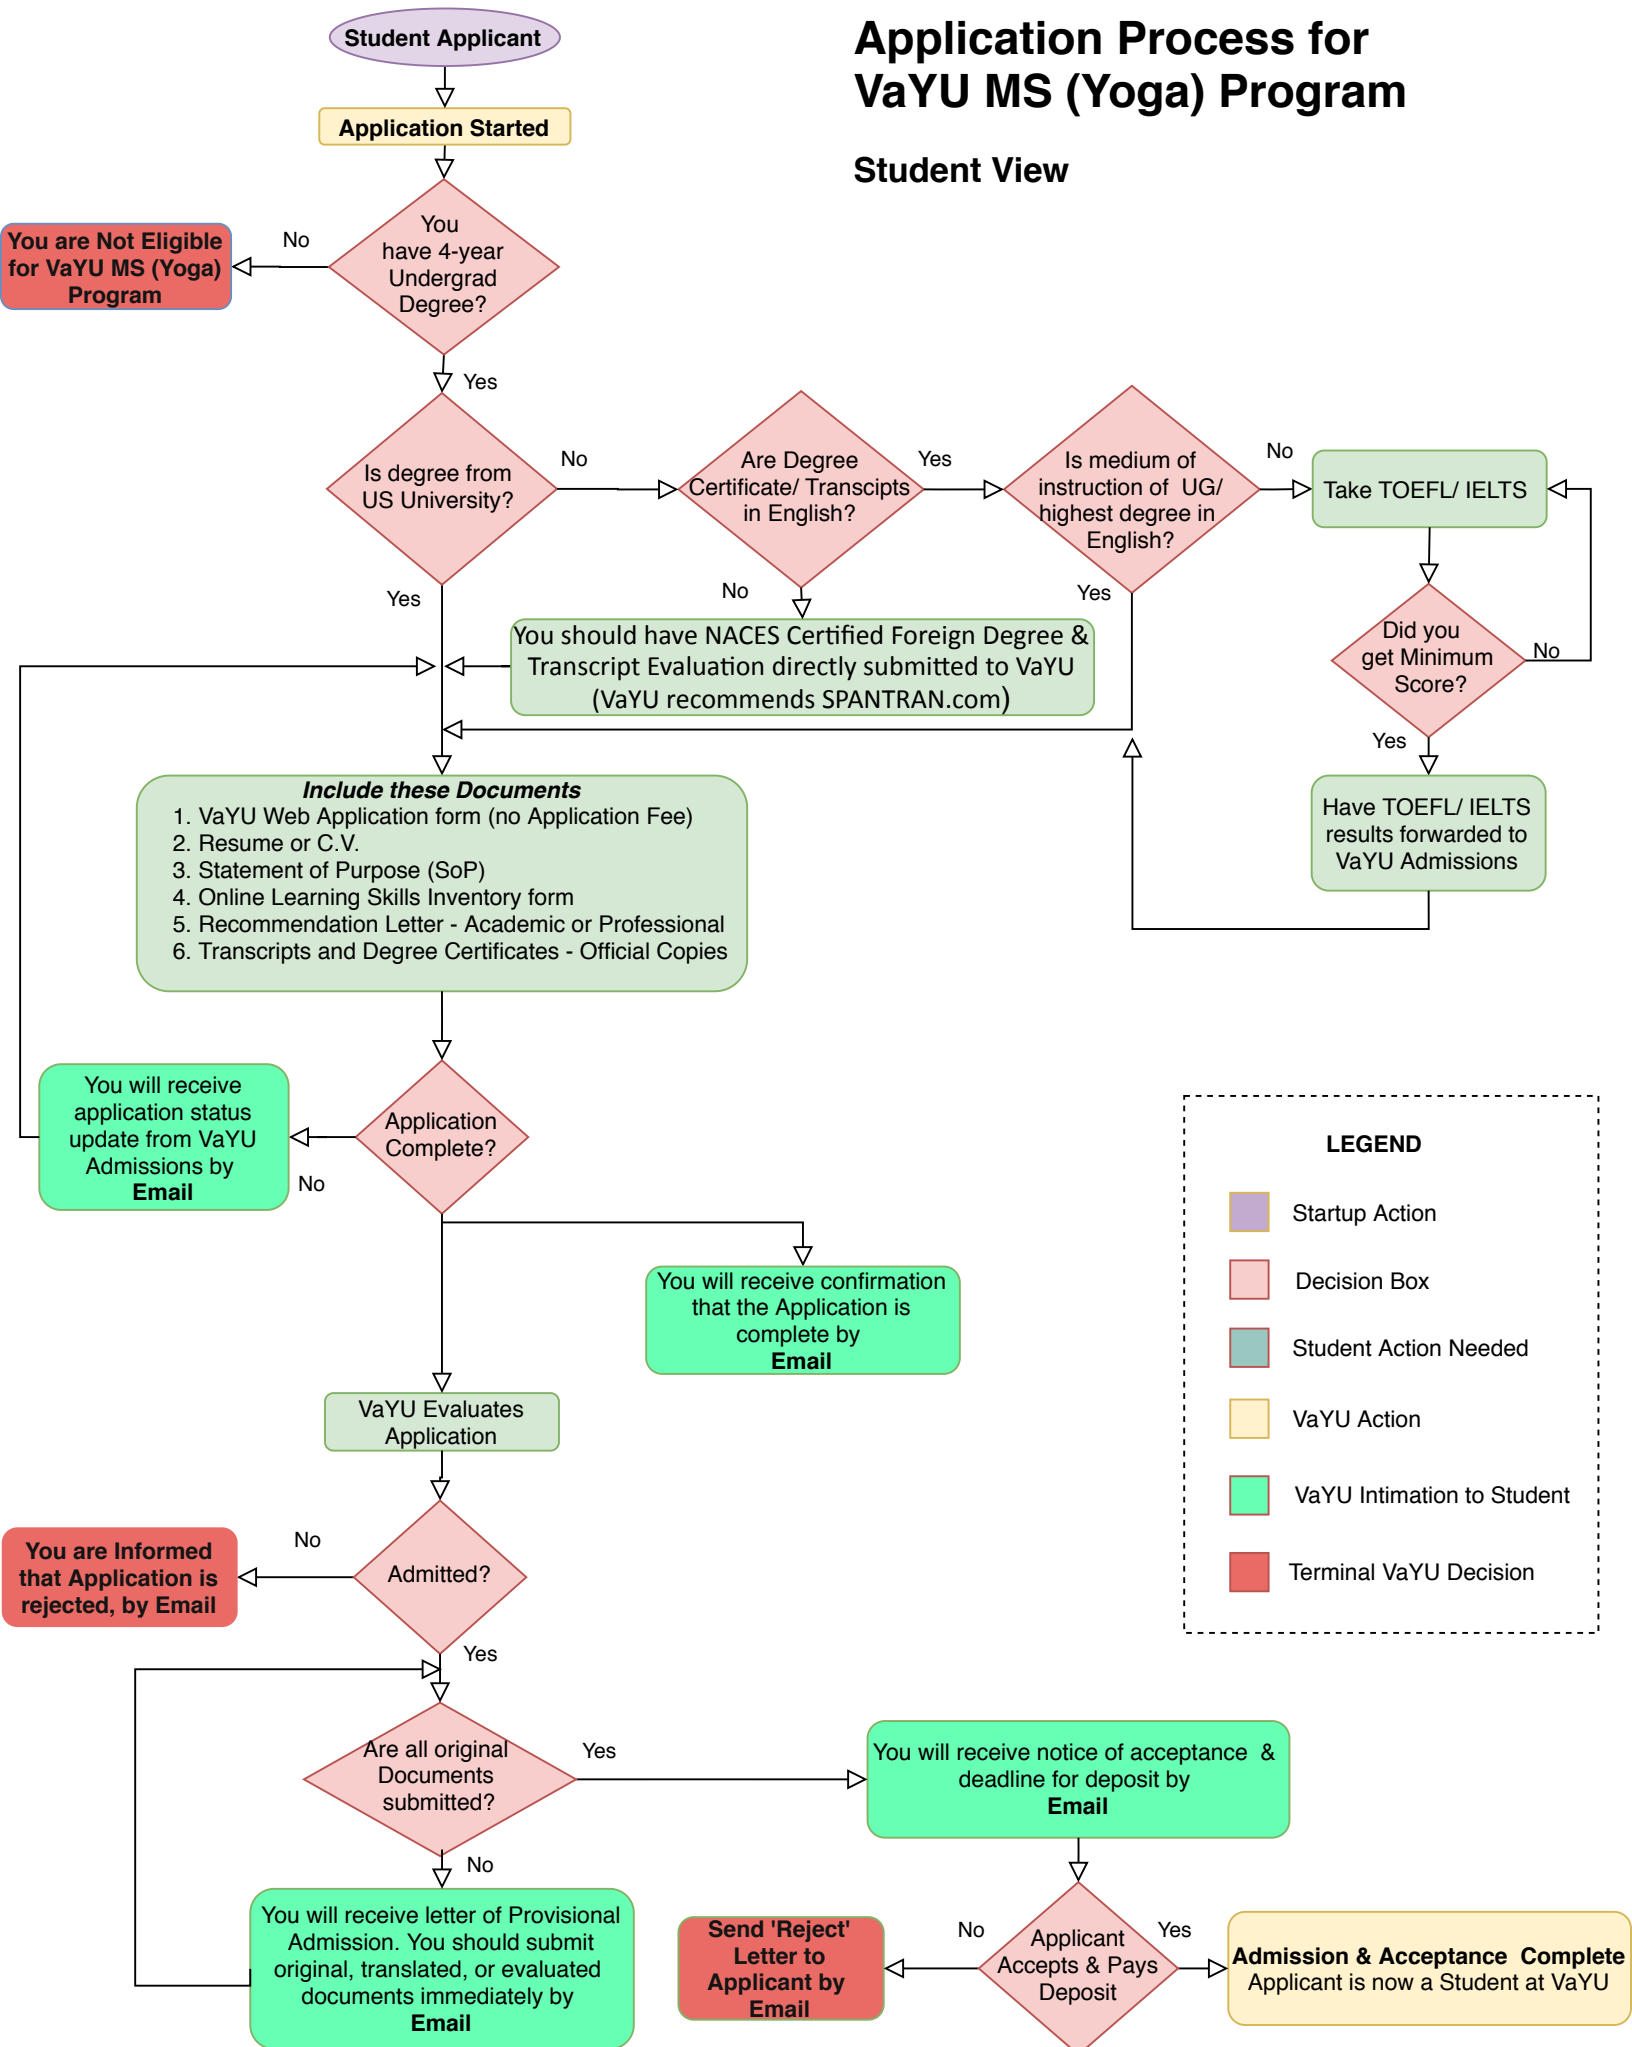 Student Applicant
Application Process for
VaYU MS (Yoga) Program
Student View
Application Started
You
have 4-year
Undergrad
Degree?
No
You are Not Eligible
for VaYU MS (Yoga)
Program
Yes
Is degree from
US University?
No
Are Degree
Certificate/ Transcipts
in English?
Yes
Is medium of
instruction of UG/
highest degree in
English?
No
Take TOEFL/ IELTS
Yes
No
Yes
You should have NACES Certified Foreign Degree &
Transcript Evaluation directly submitted to VaYU
(VaYU recommends SPANTRAN.com)
Did you
get Minimum
Score?
No
Yes
Have TOEFL/ IELTS
results forwarded to
VaYU Admissions
Include these Documents
1. VaYU Web Application form (no Application Fee)
2. Resume or C.V.
3. Statement of Purpose (SoP)
4. Online Learning Skills Inventory form
5. Recommendation Letter - Academic or Professional
6. Transcripts and Degree Certificates - Official Copies
Application
Complete?
No
You will receive
application status
update from VaYU
Admissions by
Email
You will receive confirmation
that the Application is
complete by
Email
LEGEND
Startup Action
Decision Box
Student Action Needed
VaYU Action
VaYU Intimation to Student
Terminal VaYU Decision
VaYU Evaluates
Application
Admitted?
No
You are Informed
that Application is
rejected, by Email
Yes
Are all original
Documents
submitted?
Yes
You will receive notice of acceptance &
deadline for deposit by
Email
No
You will receive letter of Provisional
Admission. You should submit
original, translated, or evaluated
documents immediately by
Email
Applicant
Accepts & Pays
Deposit
No
Send 'Reject'
Letter to
Applicant by
Email
Yes
Admission & Acceptance Complete
Applicant is now a Student at VaYU